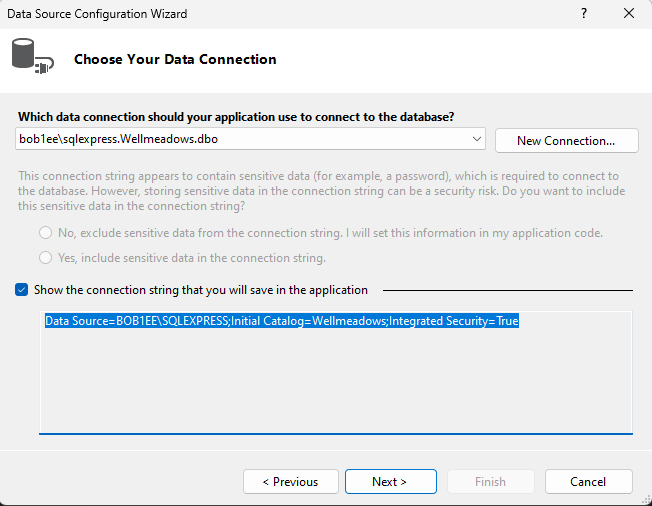 Data Source Configuration Wizard
?
Choose Your Data Connection
Which data connection should your application use to connect to the database?
bob1ee\sqlexpress.Wellmeadows.dbo
New Connection...
This connection string appears to contain sensitive data (for example, a password), which is required to connect to
the database. However, storing sensitive data in the connection string can be a security risk. Do you want to include
this sensitive data in the connection string?
No, exclude sensitive data from the connection string. I will set this information in my application code.
Yes, include sensitive data in the connection string.
Show the connection string that you will save in the application
Data Source=BOB1EE\SQLEXPRESS;Initial Catalog=Wellmeadows;Integrated Security=True
< Previous
Next >
Finish
Cancel